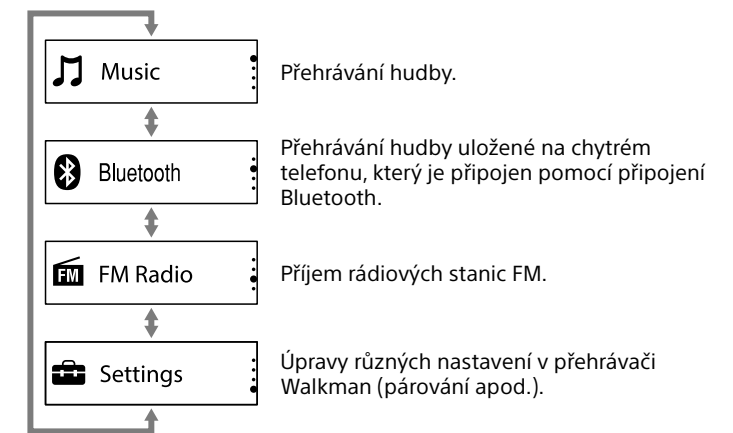 Music
Přehrávání hudby.
Bluetooth
Přehrávání hudby uložené na chytrém
telefonu, který je připojen pomocí připojení
Bluetooth.
FM
FM Radio
Příjem rádiových stanic FM.
Settings
Úpravy různých nastavení v přehrávači
Walkman (párování apod.).